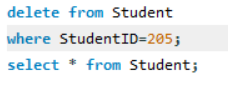 delete from Student
where StudentID=205;
select * from Student;